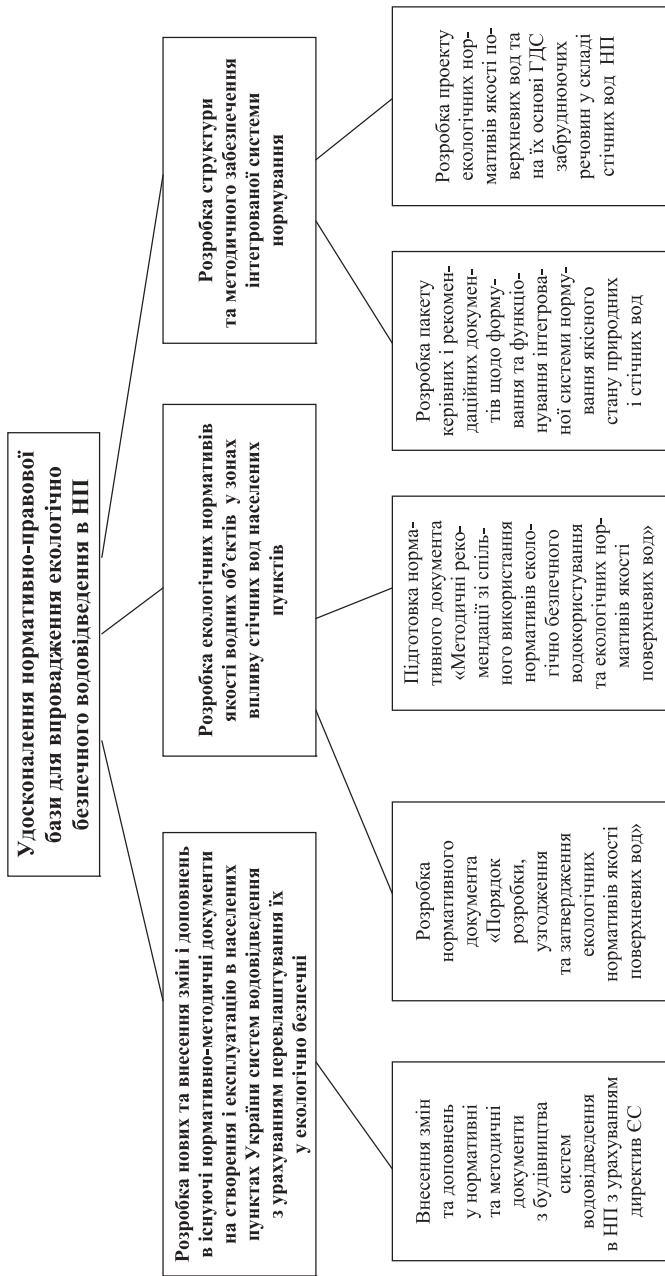 Удосконалення нормативно-правової
бази для впровадження екологічно
безпечного водовідведення в НП
Розробка нових та внесення змін і доповнень
в існуючі нормативно-методичні документи
на створення і експлуатацію в населених
пунктах України систем водовідведення
з урахуванням перевлаштування їх
у екологічно безпечні
Розробка екологічних нормативів
якості водних об’єктів у зонах
впливу стічних вод населених
пунктів
Розробка структури
та методичного забезпечення
інтегрованої системи
нормування
Внесення змін
та доповнень
у нормативні
та методичні
документи
з будівництва
систем
водовідведення
в НП з урахуванням
директив ЄС
Розробка
нормативного
документа
«Порядок
розробки,
узгодження
та затвердження
екологічних
нормативів якості
поверхневих вод»
Підготовка норма-
тивного документа
«Методичні реко-
мендації зі спіль-
ного використання
нормативів еколо-
гічно безпечного
водокористування
та екологічних нор-
мативів якості
поверхневих вод»
Розробка пакету
керівних і рекомен-
даційних докумен-
тів щодо форму-
вання та функціо-
нування інтегрова-
ної системи норму-
вання якісного
стану природних
і стічних вод
Розробка проекту
екологічних нор-
мативів якості по-
верхневих вод та
на їх основі ГДС
забруднюючих
речовин у складі
стічних вод НП